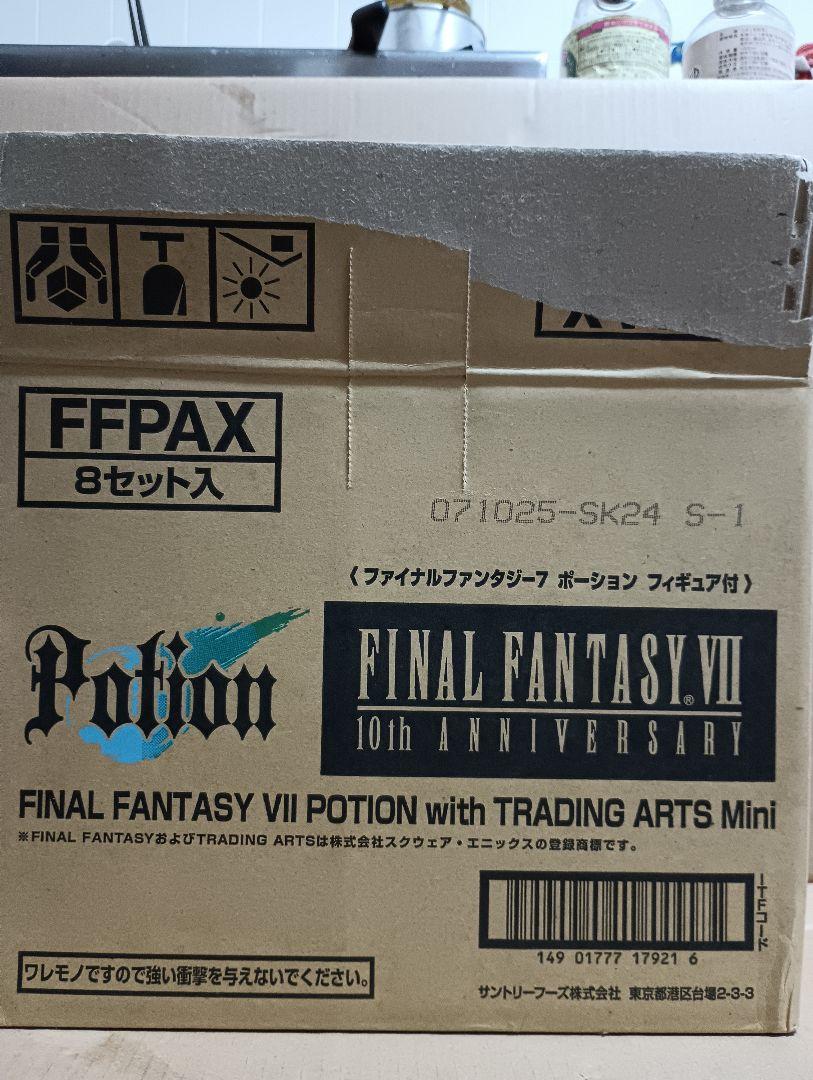 FFPAX
8セット入
071025-SK24 S-1
〈ファイナルファンタジー7 ポーション フィギュア付〉
Potion
FINAL FANTASY® VII
10th ANNIVERSARY
FINAL FANTASY VII POTION with TRADING ARTS Mini
※FINAL FANTASYおよびTRADING ARTSは株式会社スクウェア・エニックスの登録商標です。
ITFコード
149 01777 17921 6
ワレモノですので強い衝撃を与えないでください。
サントリーフーズ株式会社 東京都港区台場2-3-3